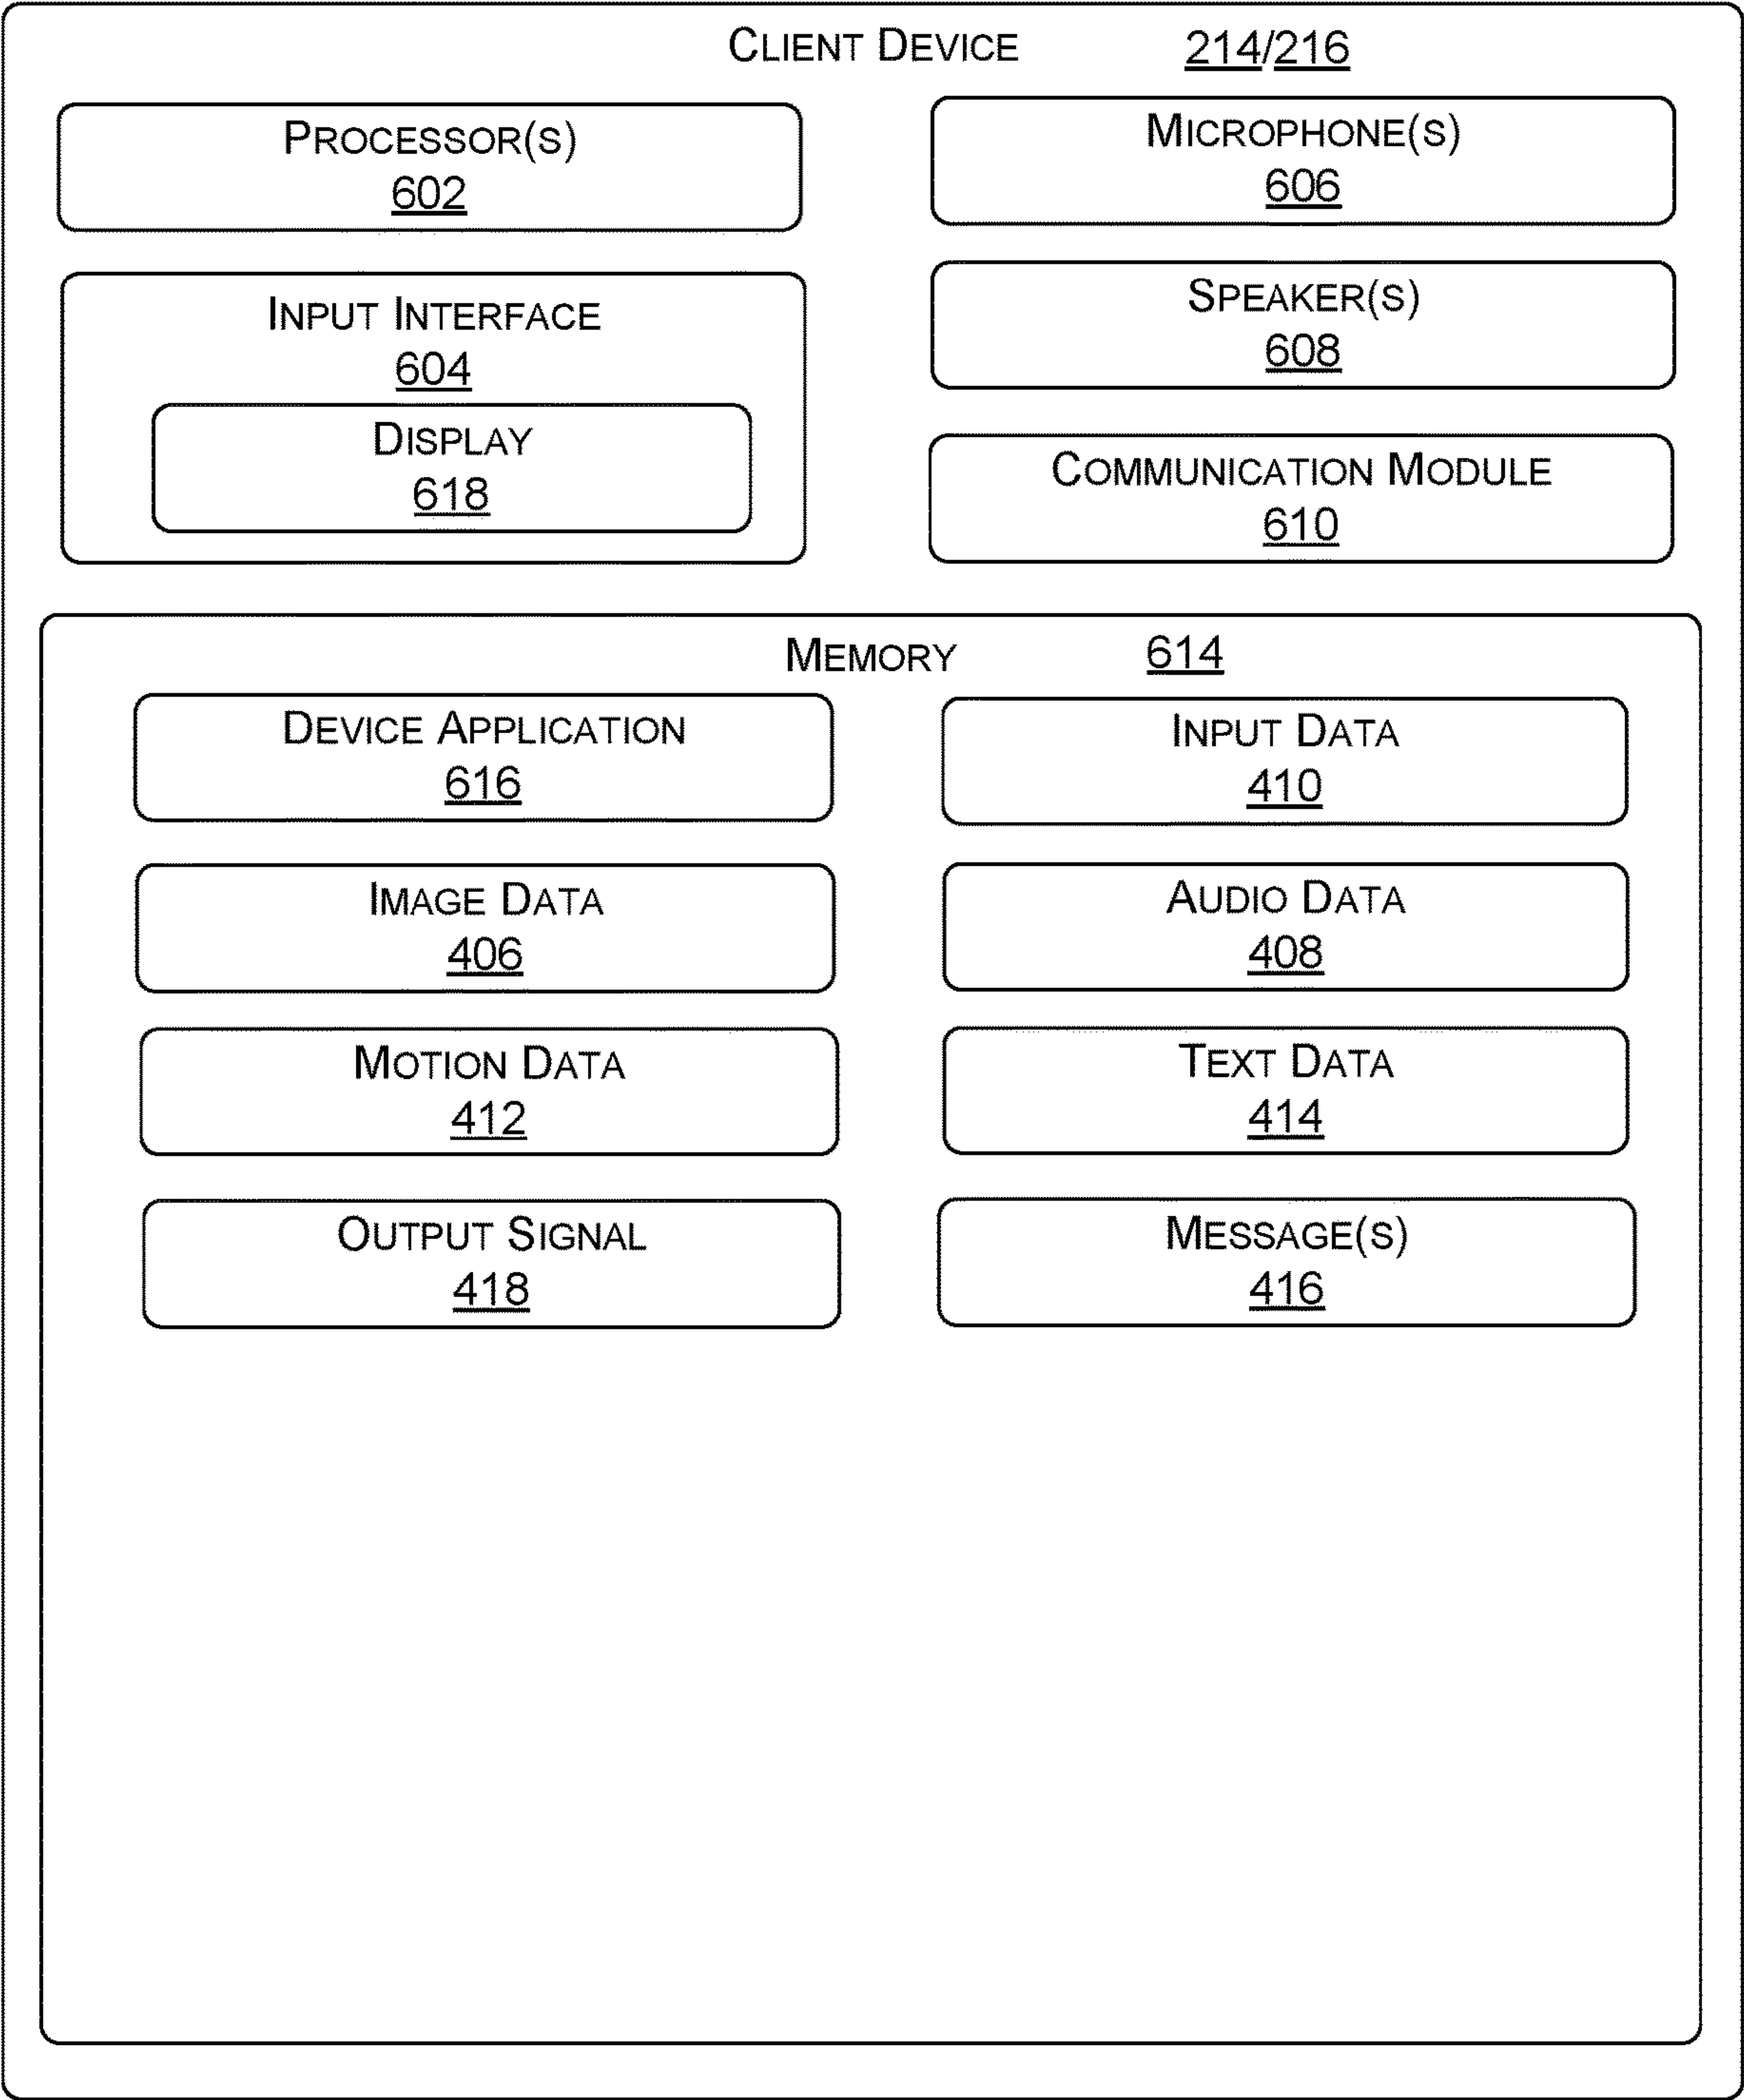 CLIENT DEVICE 214/216
PROCESSOR(S)
602
MICROPHONE(S)
606
INPUT INTERFACE
604
SPEAKER(S)
608
DISPLAY
618
COMMUNICATION MODULE
610
MEMORY 614
DEVICE APPLICATION
616
INPUT DATA
410
IMAGE DATA
406
AUDIO DATA
408
MOTION DATA
412
TEXT DATA
414
OUTPUT SIGNAL
418
MESSAGE(S)
416